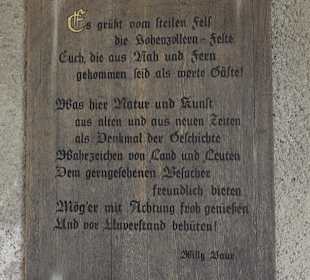 Es grüßt vom steilen Fels
die Hohenzollern-Feste
Euch, die aus Nah und Fern
gekommen seid als werte Gäste!
Was hier Natur und Kunst
aus alten und aus neuen Zeiten
als Denkmal der Geschichte
Wahrzeichen von Land und Leuten
Dem gerngesehenen Besucher
freundlich bieten
Mög'er mit Achtung froh genießen
Und vor Unverstand behüten!
Willy Baur